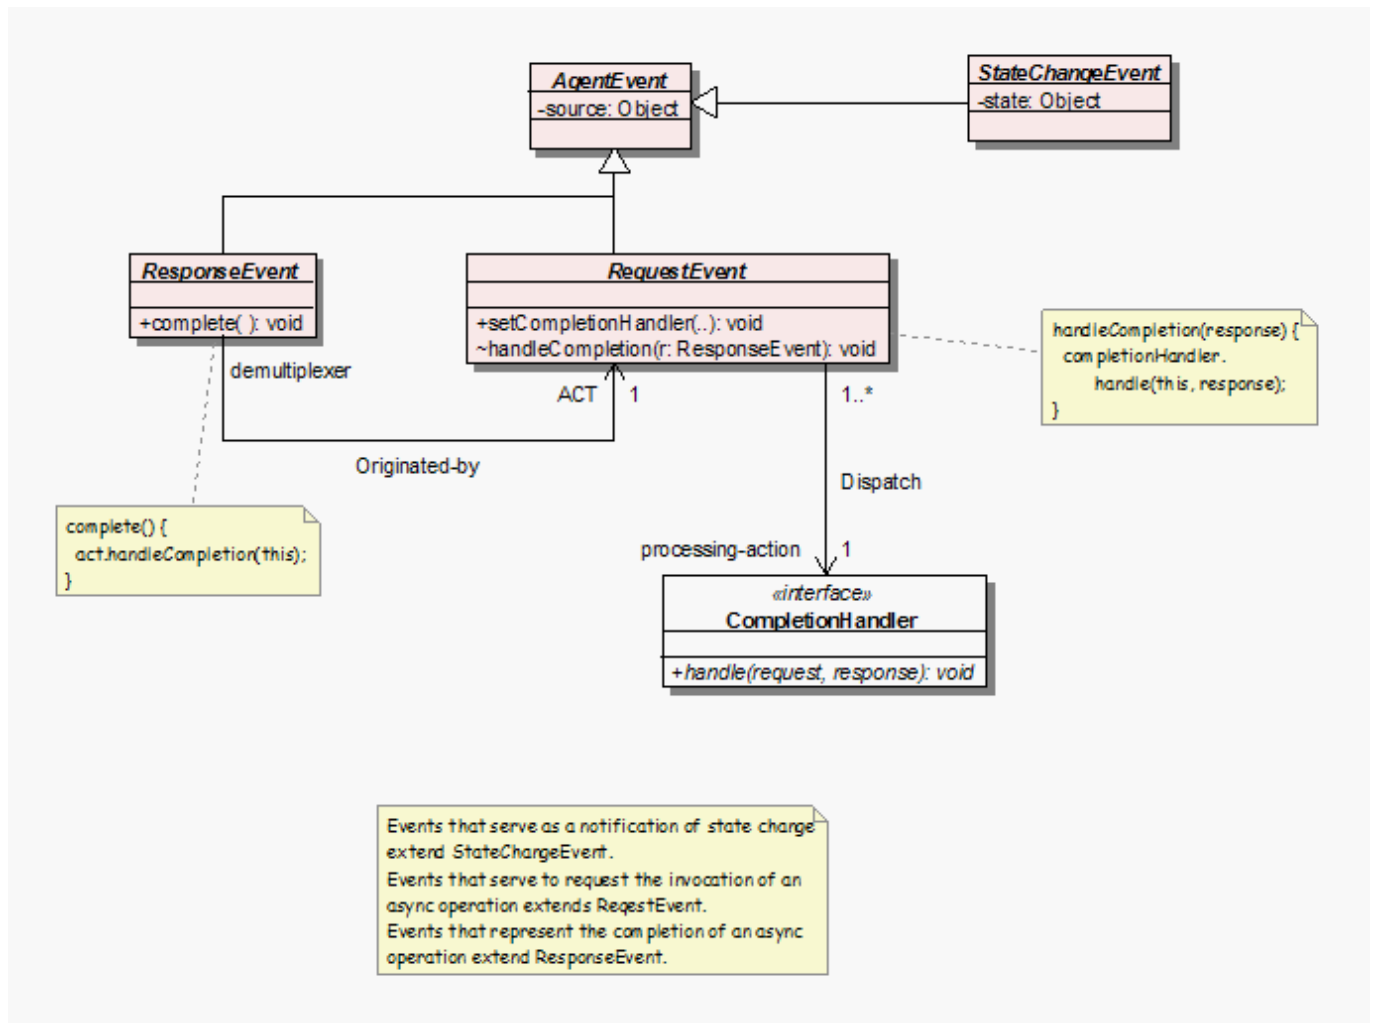 AgentEvent
-source: Object
StateChangeEvent
-state: Object
ResponseEvent
+complete( ): void
RequestEvent
+setCompletionHandler(..): void
~handleCompletion(r: ResponseEvent): void
handleCompletion(response) {
completionHandler.
handle(this, response);
}
demultiplexer
ACT
1
1..*
Originated-by
Dispatch
complete() {
act.handleCompletion(this);
}
processing-action
1
«interface»
CompletionHandler
+handle(request, response): void
Events that serve as a notification of state change
extend StateChangeEvent.
Events that serve to request the invocation of an
async operation extends ReqestEvent.
Events that represent the completion of an async
operation extend ResponseEvent.